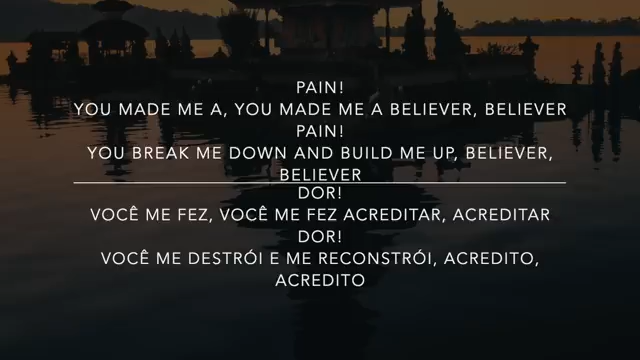 PAIN!
YOU MADE ME A, YOU MADE ME A BELIEVER, BELIEVER
PAIN!
YOU BREAK ME DOWN AND BUILD ME UP, BELIEVER,
BELIEVER
DOR!
VOCÊ ME FEZ, VOCÊ ME FEZ ACREDITAR, ACREDITAR
DOR!
VOCÊ ME DESTRÓI E ME RECONSTRÓI, ACREDITO,
ACREDITO